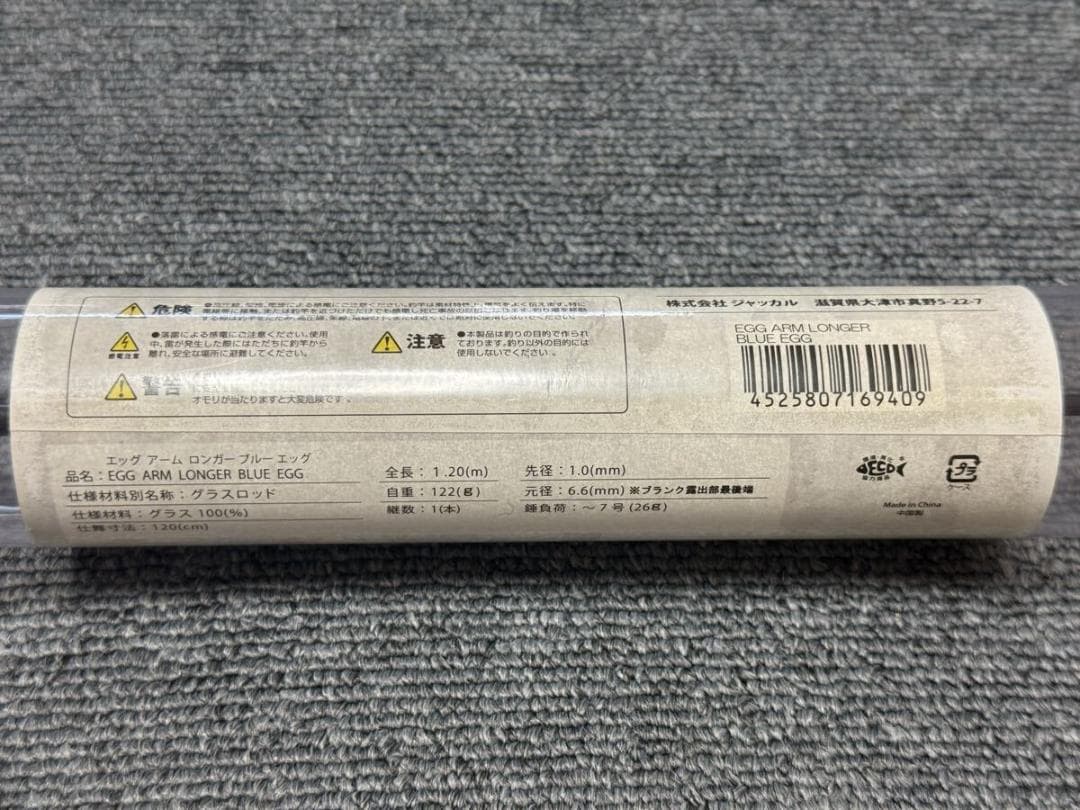 危険
株式会社 ジャッカル 滋賀県大津市真野5-22-7
感電注意
●落雷による感電にご注意ください。使用
中、雷が発生した際にはただちに釣竿から
離れ、安全な場所に避難してください。
注意
●本製品は釣りの目的で作られ
ております。釣り以外の目的には
使用しないでください。
警告
オモリが当たりますと大変危険です。
EGG ARM LONGER
BLUE EGG
4525807169409
エッグ アーム ロンガー ブルー エッグ
品名：EGG ARM LONGER BLUE EGG
仕様材料別名称：グラスロッド
仕様材料：グラス100(%)
仕舞寸法：120(cm)
全長：1.20(m)
自重：122(g)
継数：1(本)
先径：1.0(mm)
元径：6.6(mm) ※ブランク露出部最後端
錘負荷：～7号(26g)
ECO
プラ
ケース
Made in China
中国製